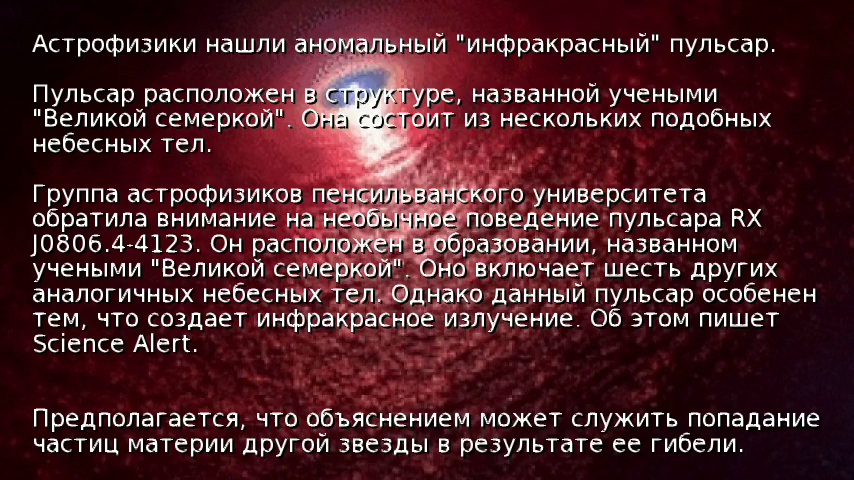 Астрофизики нашли аномальный "инфракрасный" пульсар.
Пульсар расположен в структуре, названной учеными
"Великой семеркой". Она состоит из нескольких подобных
небесных тел.
Группа астрофизиков пенсильванского университета
обратила внимание на необычное поведение пульсара RX
J0806.4-4123. Он расположен в образовании, названном
учеными "Великой семеркой". Оно включает шесть других
аналогичных небесных тел. Однако данный пульсар особенен
тем, что создает инфракрасное излучение. Об этом пишет
Science Alert.
Предполагается, что объяснением может служить попадание
частиц материи другой звезды в результате ее гибели.